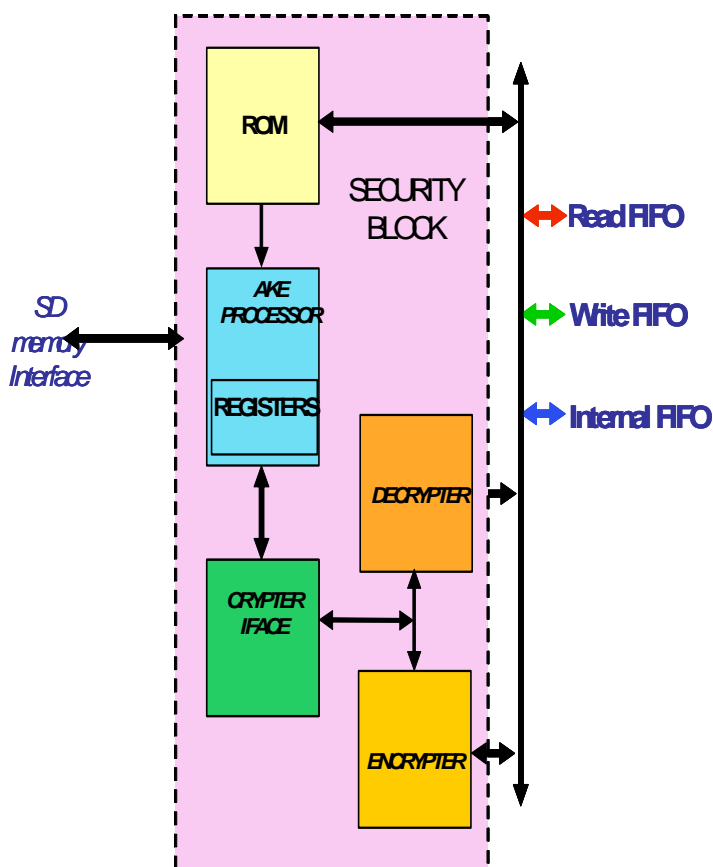 ROM
SECURITY
BLOCK
Read FIFO
AKE
PROCESSOR
SD
memory
Interface
Write FIFO
REGISTERS
Internal FIFO
DECRYPTER
CRYPTER
IFACE
ENCRYPTER